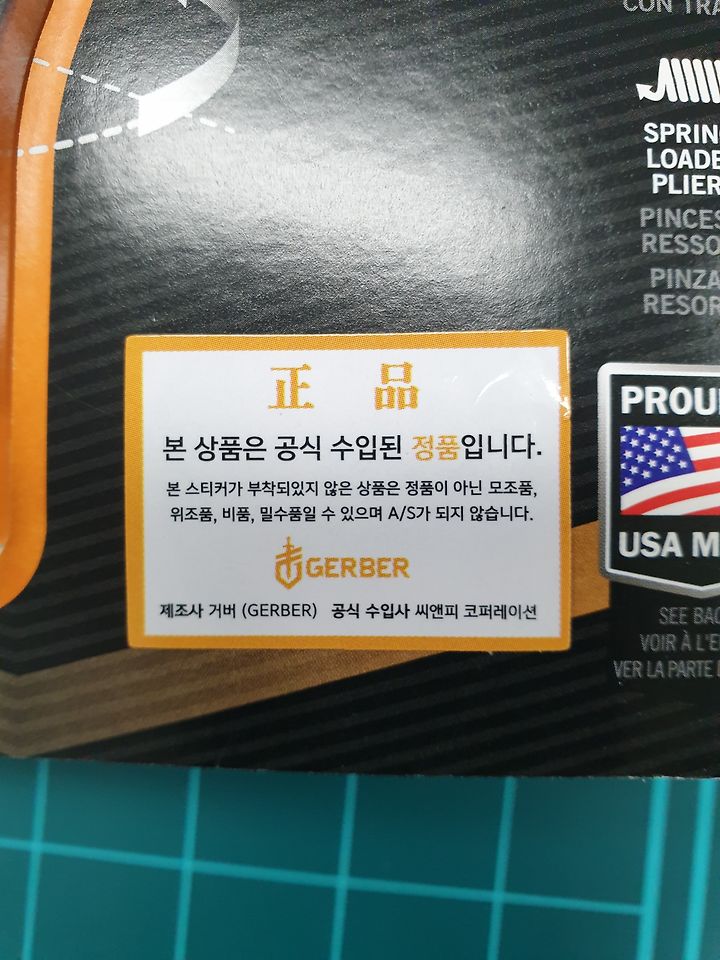 CON TRA
SPRIN
LOADE
PLIER
PINCES
RESSO
PINZA
RESOR
正 品
본 상품은 공식 수입된 정품입니다.
본 스티커가 부착되있지 않은 상품은 정품이 아닌 모조품,
위조품, 비품, 밀수품일 수 있으며 A/S가 되지 않습니다.
GERBER
제조사 거버 (GERBER) 공식 수입사 씨앤피 코퍼레이션
PROU
USA M
SEE BAC
VOIR À L'E
VER LA PARTE